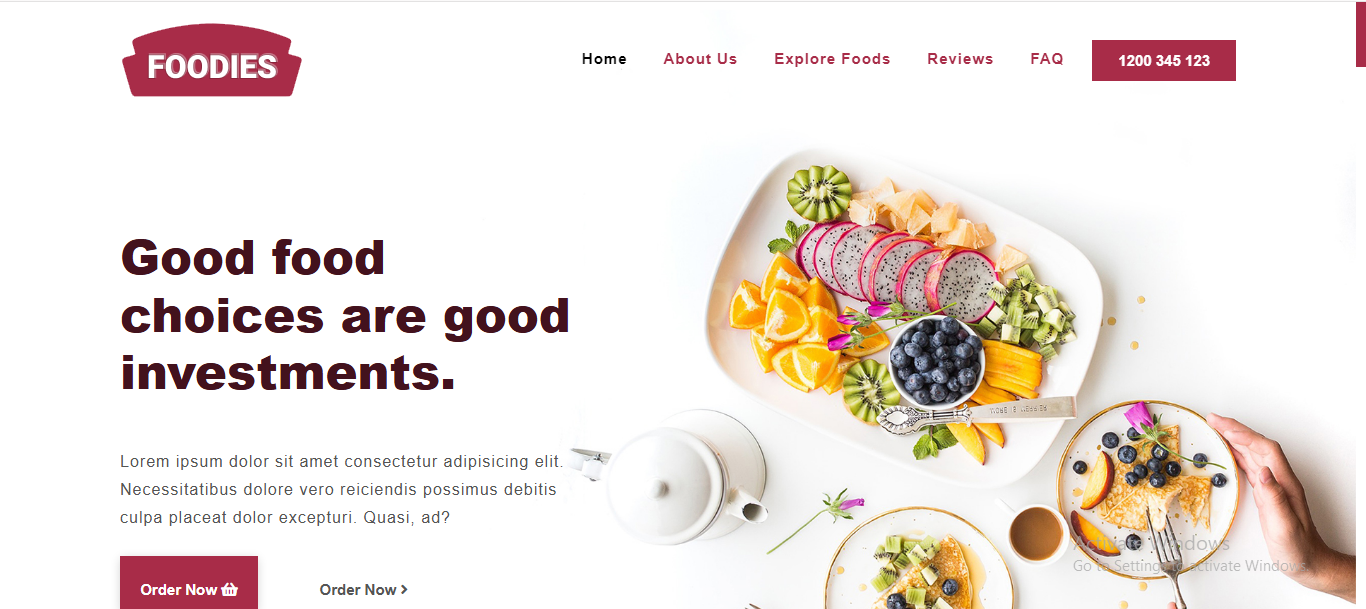 FOODIES
Home About Us Explore Foods Reviews FAQ 1200 345 123
Good food
choices are good
investments.
Lorem ipsum dolor sit amet consectetur adipisicing elit.
Necessitatibus dolore vero reiciendis possimus debitis
culpa placeat dolor excepturi. Quasi, ad?
Activate Windows
Go to Settings to activate Windows.
Order Now Order Now